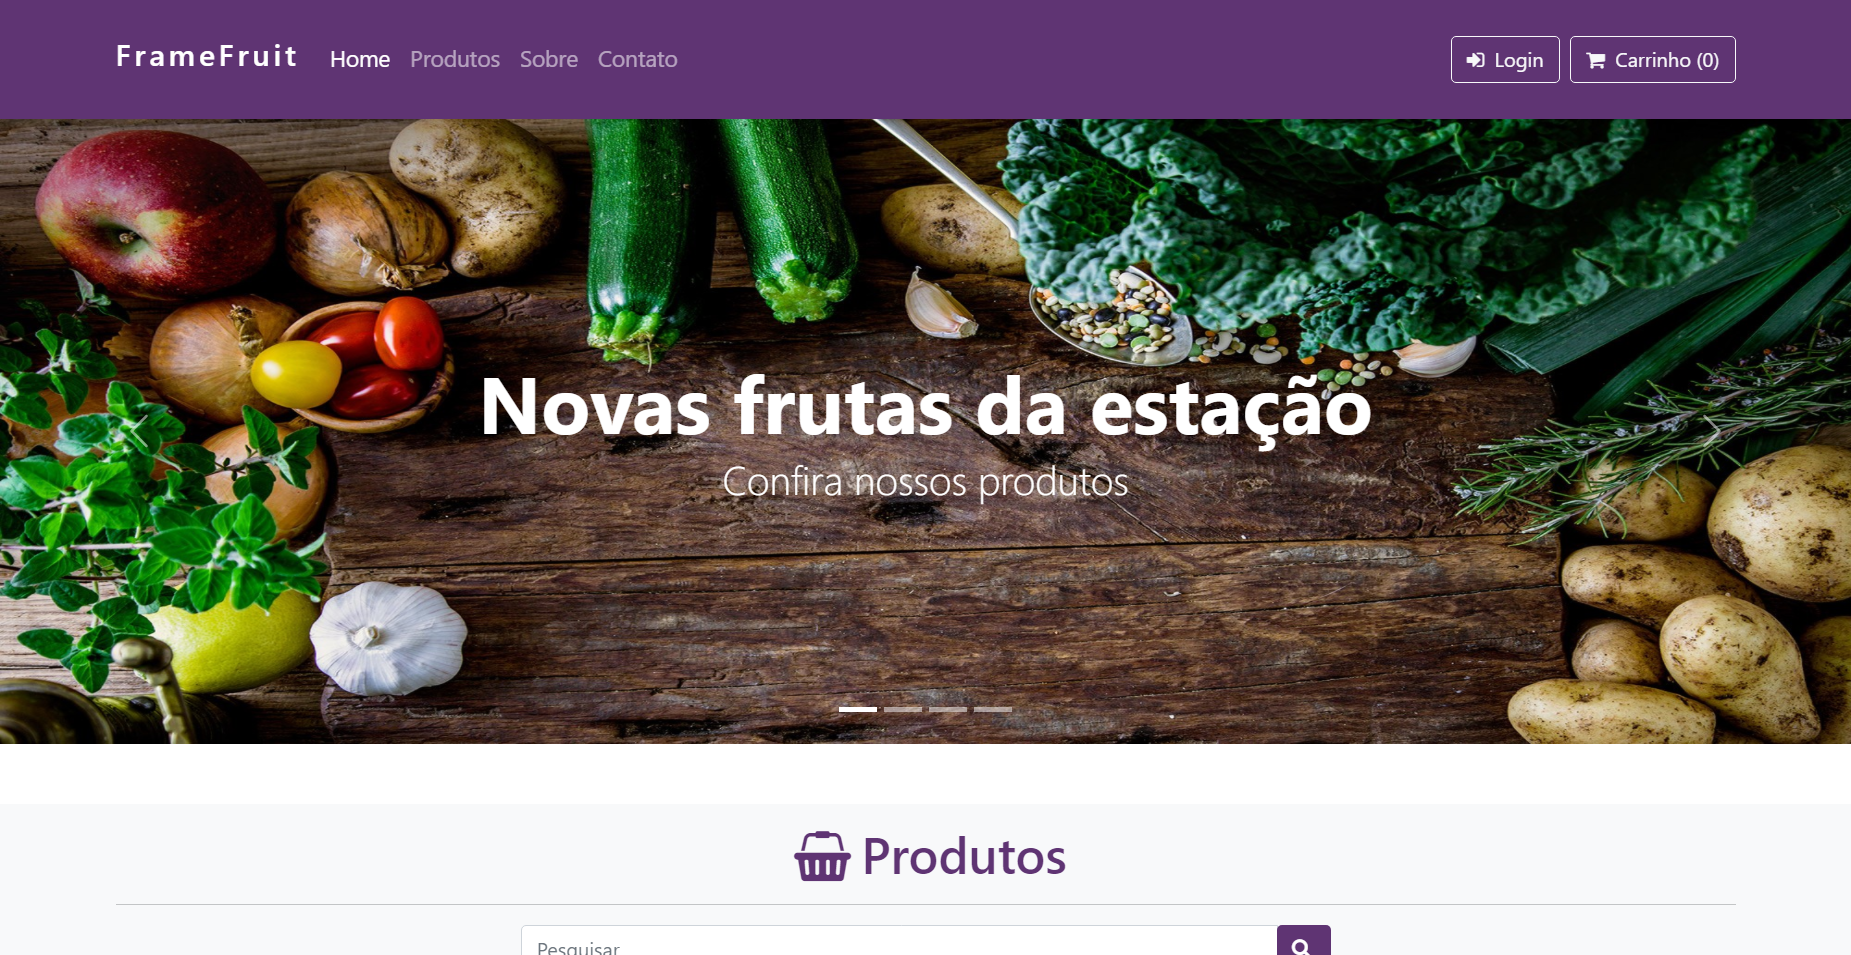 FrameFruit Home Produtos Sobre Contato Login Carrinho (0)
Novas frutas da estação
Confira nossos produtos
Produtos
Pesquisar